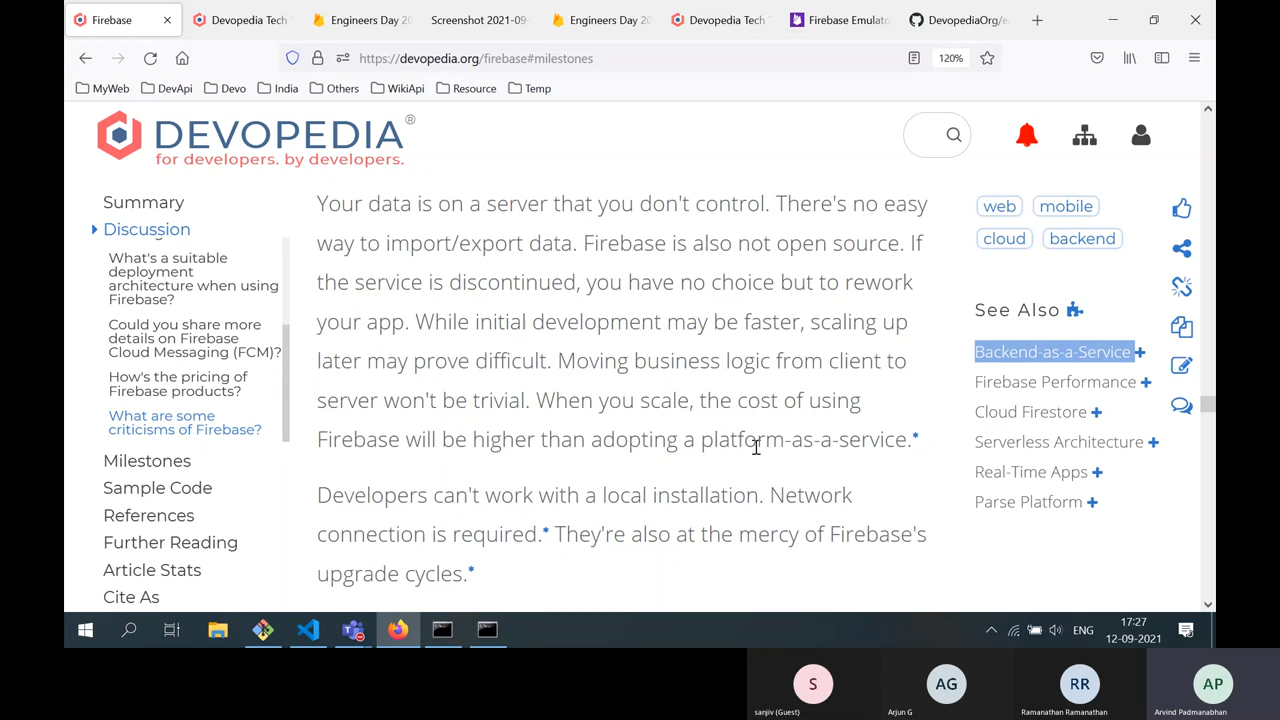 Firebase
Devopedia Tech
Engineers Day 20
Screenshot 2021-09-
Engineers Day 20
Devopedia Tech
Firebase Emulato
DevopediaOrg/e
https://devopedia.org/firebase#milestones
120%
MyWeb
DevApi
Devo
India
Others
WikiApi
Resource
Temp
DEVOPEDIA®
for developers. by developers.
Summary
Discussion
What's a suitable
deployment
architecture when using
Firebase?
Could you share more
details on Firebase
Cloud Messaging (FCM)?
How's the pricing of
Firebase products?
What are some
criticisms of Firebase?
Milestones
Sample Code
References
Further Reading
Article Stats
Cite As
Your data is on a server that you don't control. There's no easy
way to import/export data. Firebase is also not open source. If
the service is discontinued, you have no choice but to rework
your app. While initial development may be faster, scaling up
later may prove difficult. Moving business logic from client to
server won't be trivial. When you scale, the cost of using
Firebase will be higher than adopting a platform-as-a-service.*
Developers can't work with a local installation. Network
connection is required.* They're also at the mercy of Firebase's
upgrade cycles.*
web
mobile
cloud
backend
See Also
Backend-as-a-Service +
Firebase Performance +
Cloud Firestore +
Serverless Architecture +
Real-Time Apps +
Parse Platform +
ENG
17:27
12-09-2021
S
sanjiv (Guest)
AG
Arjun G
RR
Ramanathan Ramanathan
AP
Arvind Padmanabhan